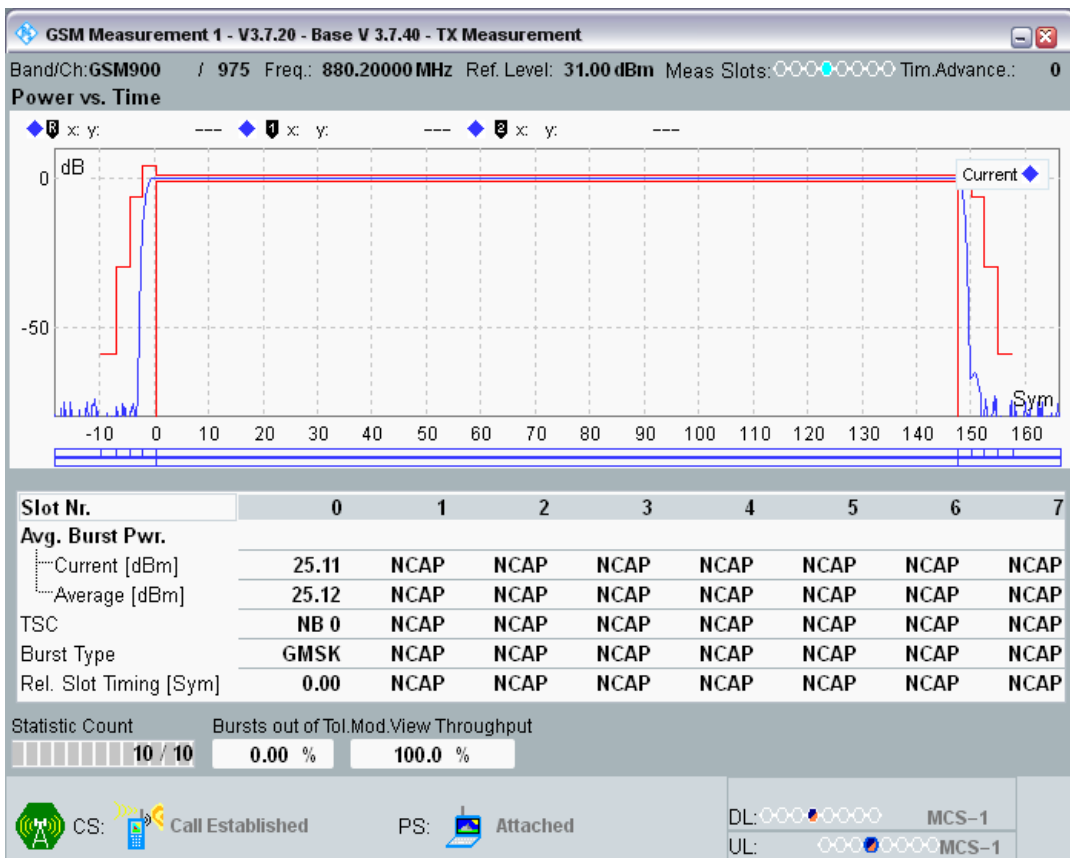 GSM Measurement 1 - V3.7.20 - Base V 3.7.40 - TX Measurement
Band/Ch:GSM900 / 975 Freq.: 880.20000 MHz Ref. Level: 31.00 dBm Meas Slots: Tim.Advance.: 0
Power vs. Time
R x: y: --- 1 x: y: --- 2 x: y: ---
dB
Current
0
-50
Sym
-10 0 10 20 30 40 50 60 70 80 90 100 110 120 130 140 150 160
Slot Nr. 0 1 2 3 4 5 6 7
Avg. Burst Pwr.
Current [dBm] 25.11 NCAP NCAP NCAP NCAP NCAP NCAP NCAP
Average [dBm] 25.12 NCAP NCAP NCAP NCAP NCAP NCAP NCAP
TSC NB 0 NCAP NCAP NCAP NCAP NCAP NCAP NCAP
Burst Type GMSK NCAP NCAP NCAP NCAP NCAP NCAP NCAP
Rel. Slot Timing [Sym] 0.00 NCAP NCAP NCAP NCAP NCAP NCAP NCAP
Statistic Count Bursts out of Tol.Mod.View Throughput
10 / 10 0.00 % 100.0 %
CS: Call Established PS: Attached
DL: MCS-1
UL: MCS-1